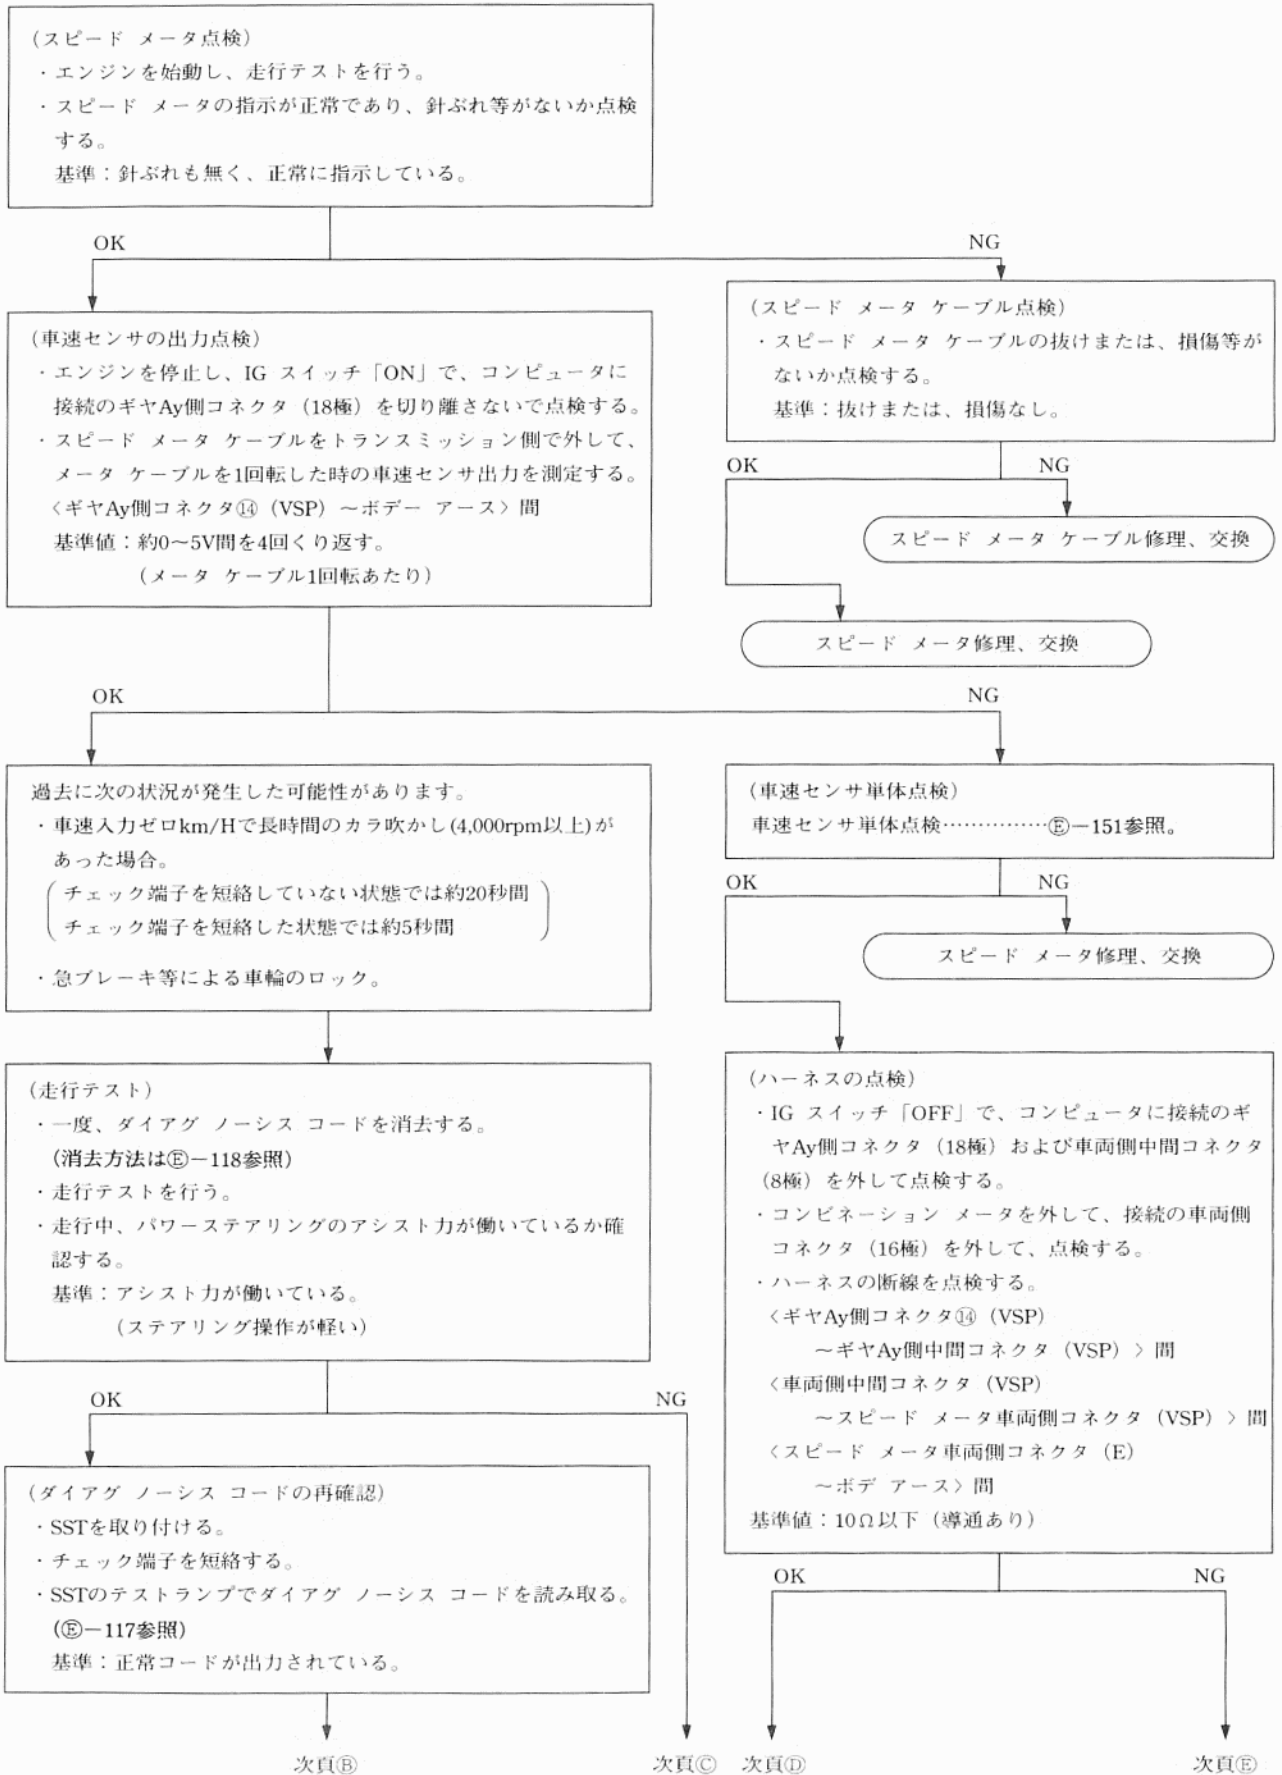 (スピード メータ点検)
・エンジンを始動し、走行テストを行う。
・スピード メータの指示が正常であり、針ぶれ等がないか点検
する。
基準：針ぶれも無く、正常に指示している。
OK
NG
(車速センサの出力点検)
・エンジンを停止し、IG スイッチ「ON」で、コンピュータに
接続のギヤAy側コネクタ（18極）を切り離さないで点検する。
・スピード メータ ケーブルをトランスミッション側で外して、
メータ ケーブルを1回転した時の車速センサ出力を測定する。
〈ギヤAy側コネクタ⑭（VSP）～ボデー アース〉間
基準値：約0～5V間を4回くり返す。
(メータ ケーブル1回転あたり)
(スピード メータ ケーブル点検)
・スピード メータ ケーブルの抜けまたは、損傷等が
ないか点検する。
基準：抜けまたは、損傷なし。
OK
NG
スピード メータ ケーブル修理、交換
スピード メータ修理、交換
OK
NG
過去に次の状況が発生した可能性があります。
・車速入力ゼロkm/Hで長時間のカラ吹かし(4,000rpm以上)が
あった場合。
チェック端子を短絡していない状態では約20秒間
チェック端子を短絡した状態では約5秒間
・急ブレーキ等による車輪のロック。
(車速センサ単体点検)
車速センサ単体点検……………Ⓔ－151参照。
OK
NG
スピード メータ修理、交換
(走行テスト)
・一度、ダイアグ ノーシス コードを消去する。
(消去方法はⒺ－118参照)
・走行テストを行う。
・走行中、パワーステアリングのアシスト力が働いているか確
認する。
基準：アシスト力が働いている。
(ステアリング操作が軽い)
(ハーネスの点検)
・IG スイッチ「OFF」で、コンピュータに接続のギ
ヤAy側コネクタ（18極）および車両側中間コネクタ
(8極）を外して点検する。
・コンビネーション メータを外して、接続の車両側
コネクタ（16極）を外して、点検する。
・ハーネスの断線を点検する。
〈ギヤAy側コネクタ⑭（VSP)
～ギヤAy側中間コネクタ（VSP）〉間
〈車両側中間コネクタ（VSP)
～スピード メータ車両側コネクタ（VSP）〉間
〈スピード メータ車両側コネクタ（E)
～ボデ アース〉間
基準値：10Ω以下（導通あり）
OK
NG
(ダイアグ ノーシス コードの再確認)
・SSTを取り付ける。
・チェック端子を短絡する。
・SSTのテストランプでダイアグ ノーシス コードを読み取る。
(Ⓔ－117参照)
基準：正常コードが出力されている。
OK
NG
次頁Ⓑ
次頁Ⓒ
次頁Ⓓ
次頁Ⓔ